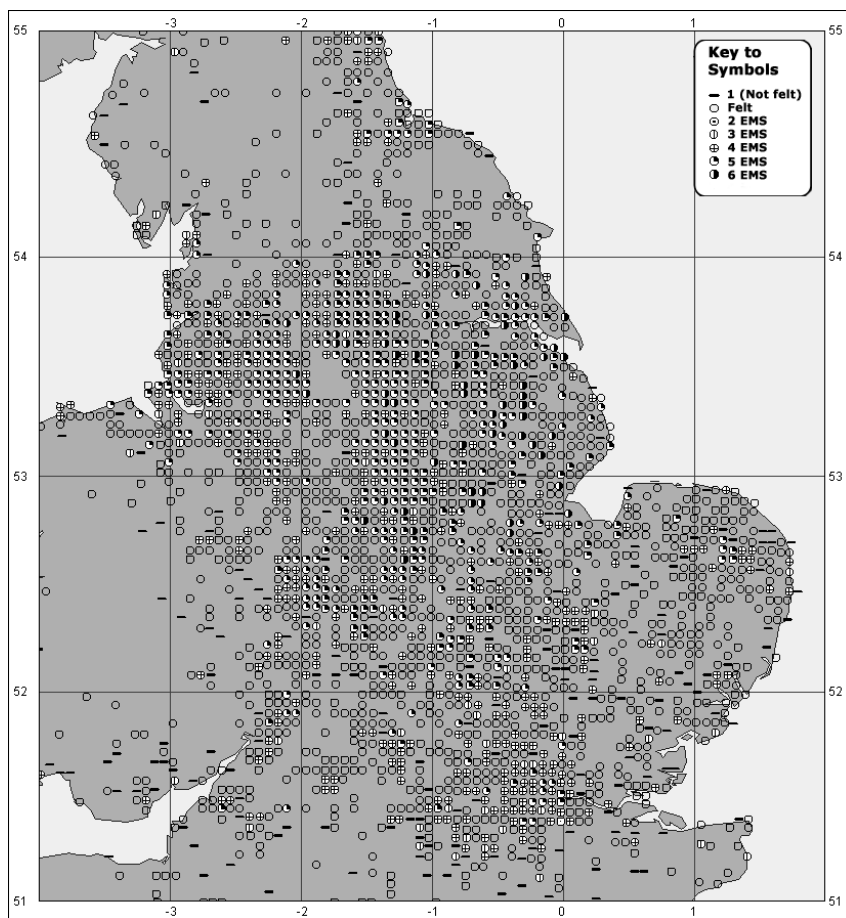 -3 -2 -1 0 1
55 55
Key to
Symbols
1 (Not felt)
Felt
2 EMS
3 EMS
4 EMS
5 EMS
6 EMS
54 54
53 53
52 52
51 51
-3 -2 -1 0 1